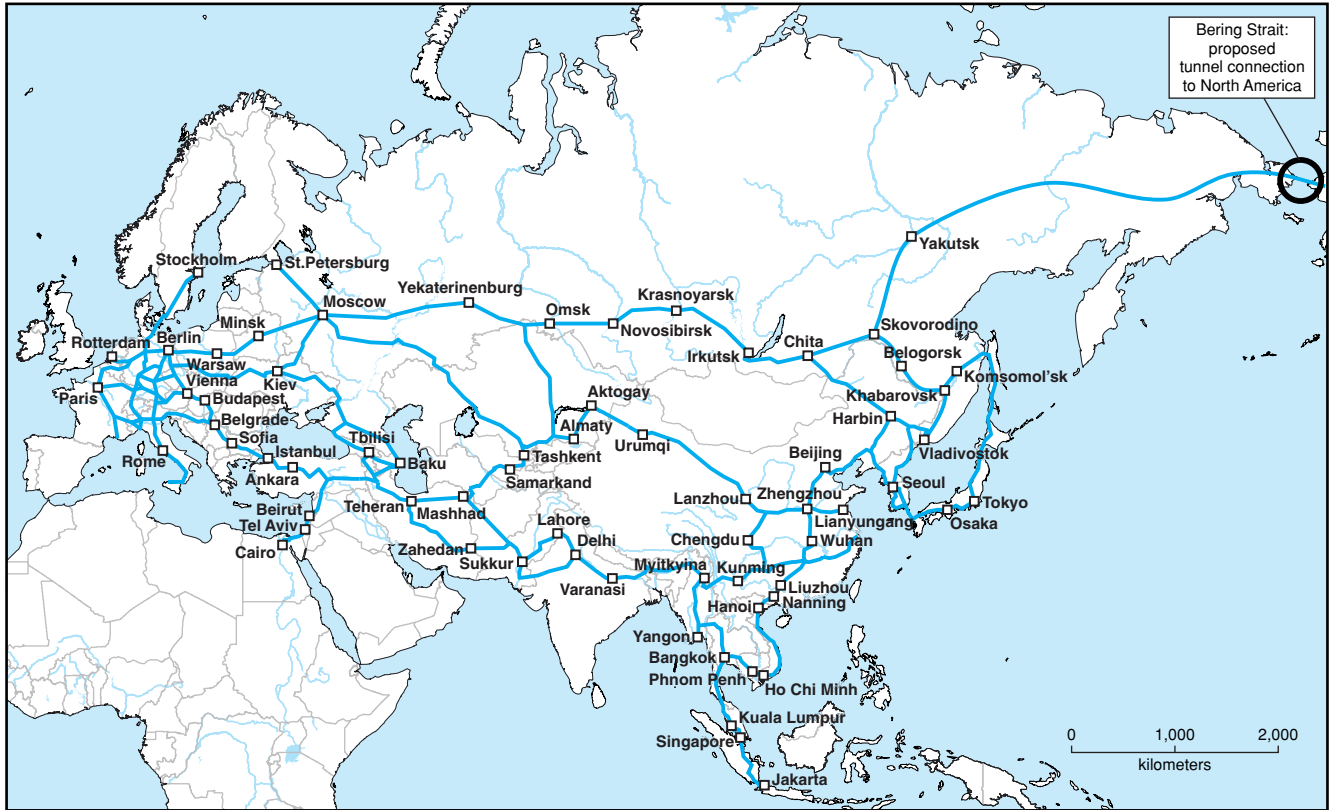 Bering Strait:
proposed
tunnel connection
to North America
Yakutsk
Stockholm
St.Petersburg
Yekaterinenburg
Krasnoyarsk
Moscow
Omsk
Novosibirsk
Minsk
Skovorodino
Rotterdam
Berlin
Irkutsk
Chita
Belogorsk
Warsaw
Vienna
Kiev
Komsomol'sk
Paris
Budapest
Aktogay
Khabarovsk
Belgrade
Almaty
Harbin
Sofia
Tbilisi
Urumqi
Vladivostok
Rome
Istanbul
Baku
Tashkent
Beijing
Ankara
Samarkand
Seoul
Teheran
Mashhad
Lanzhou
Zhengzhou
Tokyo
Beirut
Lianyungang
Osaka
Tel Aviv
Lahore
Cairo
Zahedan
Delhi
Chengdu
Wuhan
Sukkur
Myitkyina
Kunming
Varanasi
Liuzhou
Nanning
Hanoi
Yangon
Bangkok
Phnom Penh
Ho Chi Minh
Kuala Lumpur
Singapore
Jakarta
0 1,000 2,000
kilometers